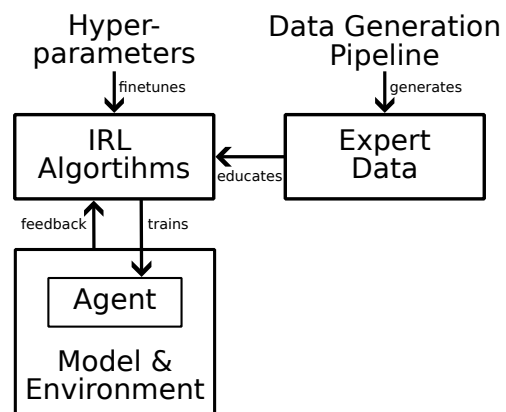 Hyper-
parameters
Data Generation
Pipeline
finetunes
generates
IRL
Algortihms
educates
Expert
Data
feedback
trains
Agent
Model &
Environment